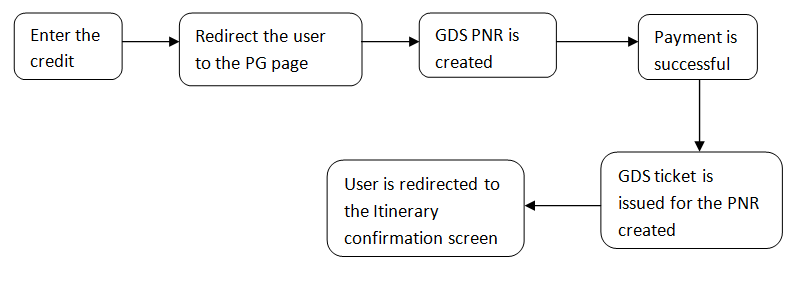 Enter the
credit
Redirect the user
to the PG page
GDS PNR is
created
Payment is
successful
GDS ticket is
issued for the PNR
created
User is redirected to
the Itinerary
confirmation screen